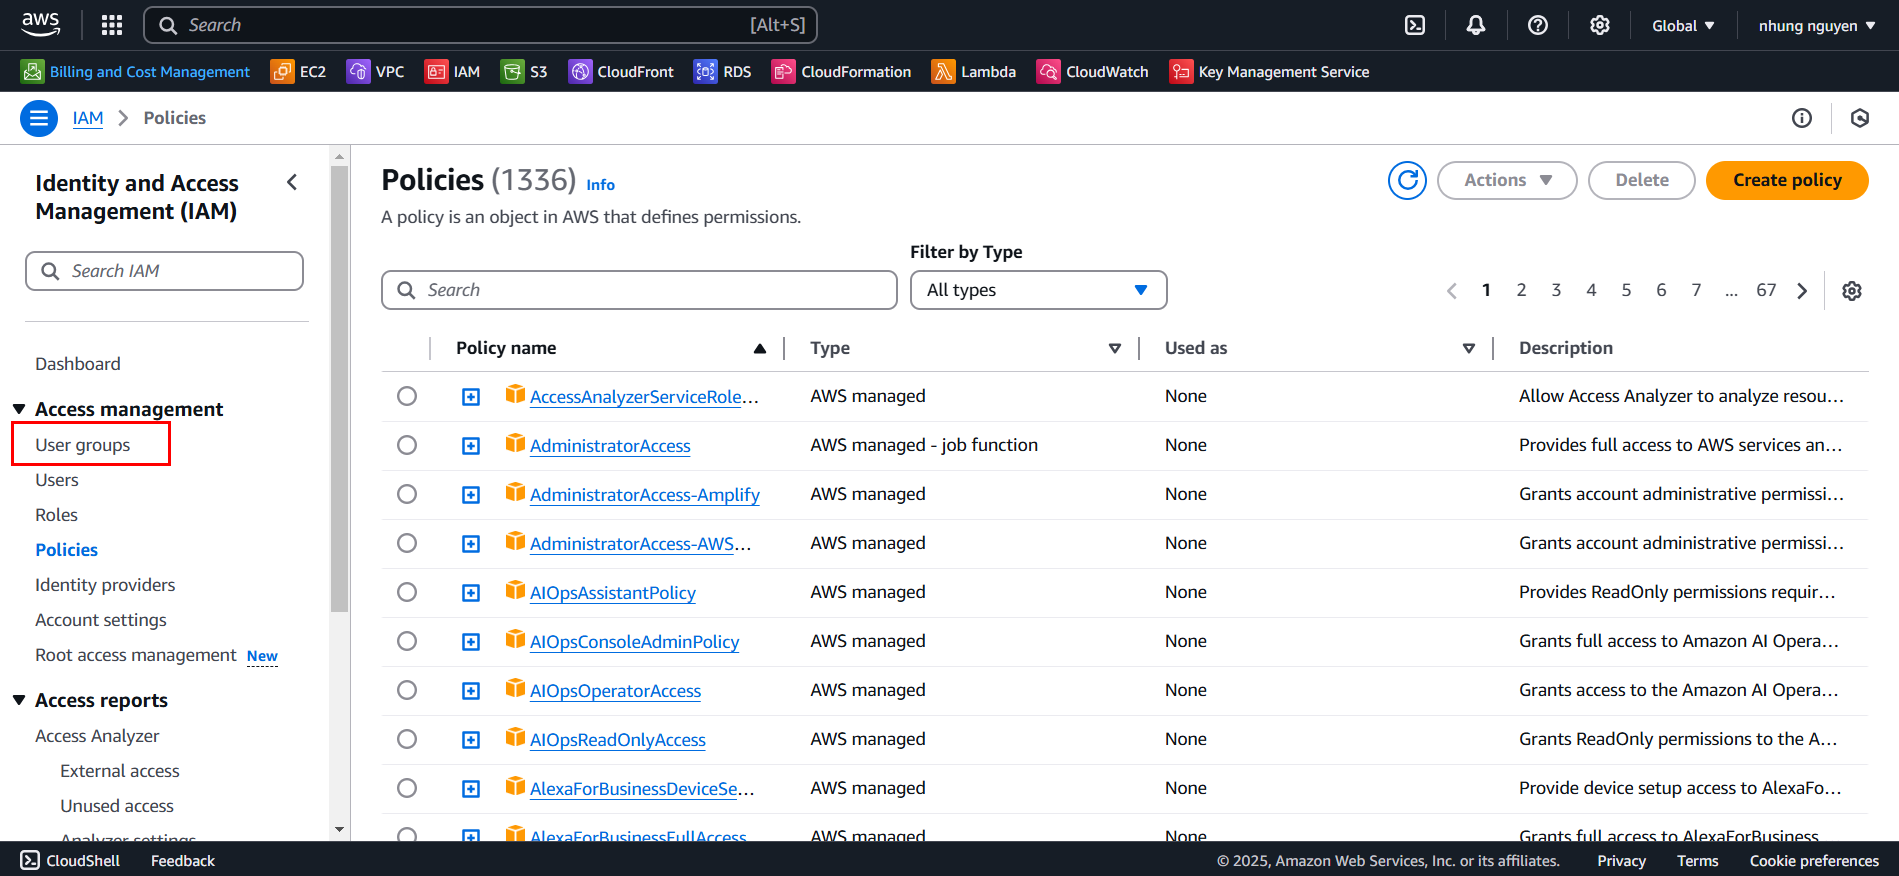 aws
Search [Alt+S]
Global nhung nguyen
Billing and Cost Management EC2 VPC IAM S3 CloudFront RDS CloudFormation Lambda CloudWatch Key Management Service
IAM Policies
Identity and Access Management (IAM)
Search IAM
Dashboard
Access management
User groups
Users
Roles
Policies
Identity providers
Account settings
Root access management New
Access reports
Access Analyzer
External access
Unused access
Analyzer settings
Policies (1336) Info
A policy is an object in AWS that defines permissions.
Actions Delete Create policy
Filter by Type
Search All types
1 2 3 4 5 6 7 ... 67
Policy name Type Used as Description
AccessAnalyzerServiceRole... AWS managed None Allow Access Analyzer to analyze resou...
AdministratorAccess AWS managed - job function None Provides full access to AWS services an...
AdministratorAccess-Amplify AWS managed None Grants account administrative permissi...
AdministratorAccess-AWS... AWS managed None Grants account administrative permissi...
AIOpsAssistantPolicy AWS managed None Provides ReadOnly permissions requir...
AIOpsConsoleAdminPolicy AWS managed None Grants full access to Amazon AI Opera...
AIOpsOperatorAccess AWS managed None Grants access to the Amazon AI Opera...
AIOpsReadOnlyAccess AWS managed None Grants ReadOnly permissions to the A...
AlexaForBusinessDeviceSe... AWS managed None Provide device setup access to AlexaFo...
AlexaForBusinessFullAccess AWS managed None Grants full access to AlexaForBusiness
CloudShell Feedback © 2025, Amazon Web Services, Inc. or its affiliates. Privacy Terms Cookie preferences